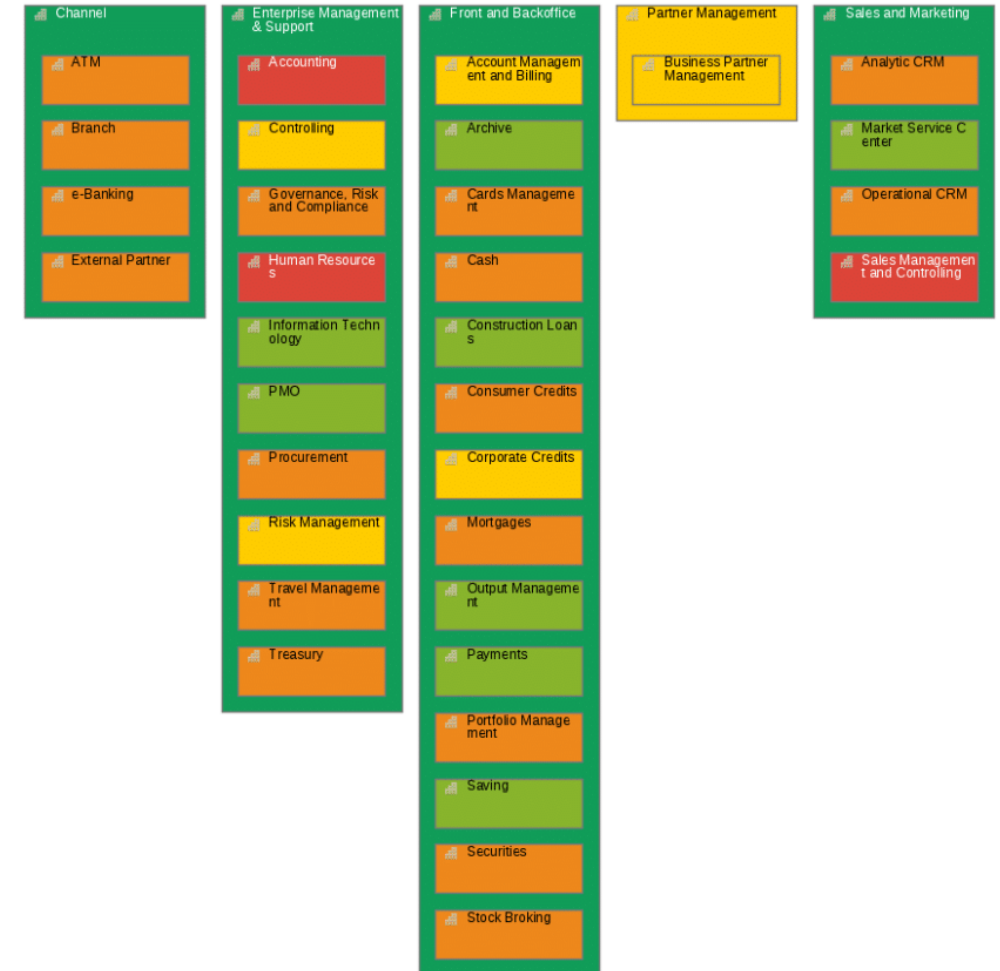 Channel
ATM
Branch
e-Banking
External Partner
Enterprise Management
& Support
Accounting
Controlling
Governance, Risk
and Compliance
Human Resource
s
Information Techn
ology
PMO
Procurement
Risk Management
Travel Manageme
nt
Treasury
Front and Backoffice
Account Managem
ent and Billing
Archive
Cards Manageme
nt
Cash
Construction Loan
s
Consumer Credits
Corporate Credits
Mortgages
Output Manageme
nt
Payments
Portfolio Manage
ment
Saving
Securities
Stock Broking
Partner Management
Business Partner
Management
Sales and Marketing
Analytic CRM
Market Service C
enter
Operational CRM
Sales Managemen
t and Controlling